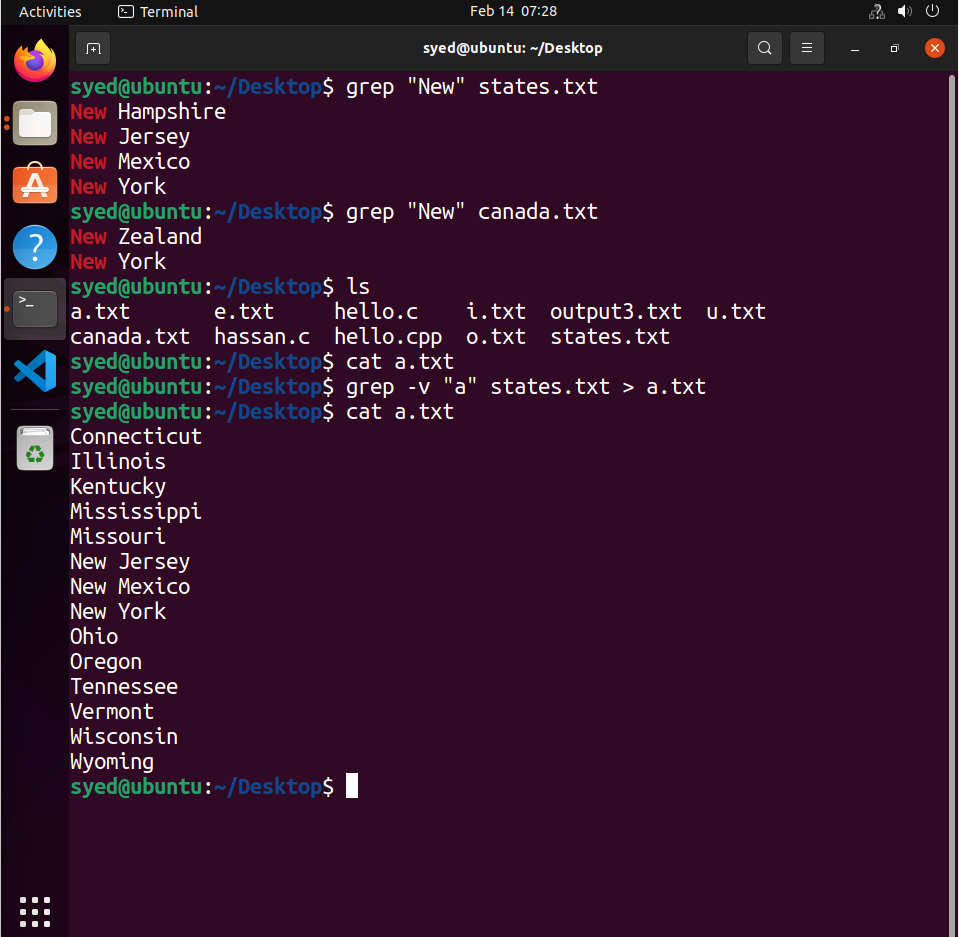 Activities Terminal Feb 14 07:28
syed@ubuntu: ~/Desktop
syed@ubuntu:~/Desktop$ grep "New" states.txt
New Hampshire
New Jersey
New Mexico
New York
syed@ubuntu:~/Desktop$ grep "New" canada.txt
New Zealand
New York
syed@ubuntu:~/Desktop$ ls
a.txt e.txt hello.c i.txt output3.txt u.txt
canada.txt hassan.c hello.cpp o.txt states.txt
syed@ubuntu:~/Desktop$ cat a.txt
syed@ubuntu:~/Desktop$ grep -v "a" states.txt > a.txt
syed@ubuntu:~/Desktop$ cat a.txt
Connecticut
Illinois
Kentucky
Mississippi
Missouri
New Jersey
New Mexico
New York
Ohio
Oregon
Tennessee
Vermont
Wisconsin
Wyoming
syed@ubuntu:~/Desktop$